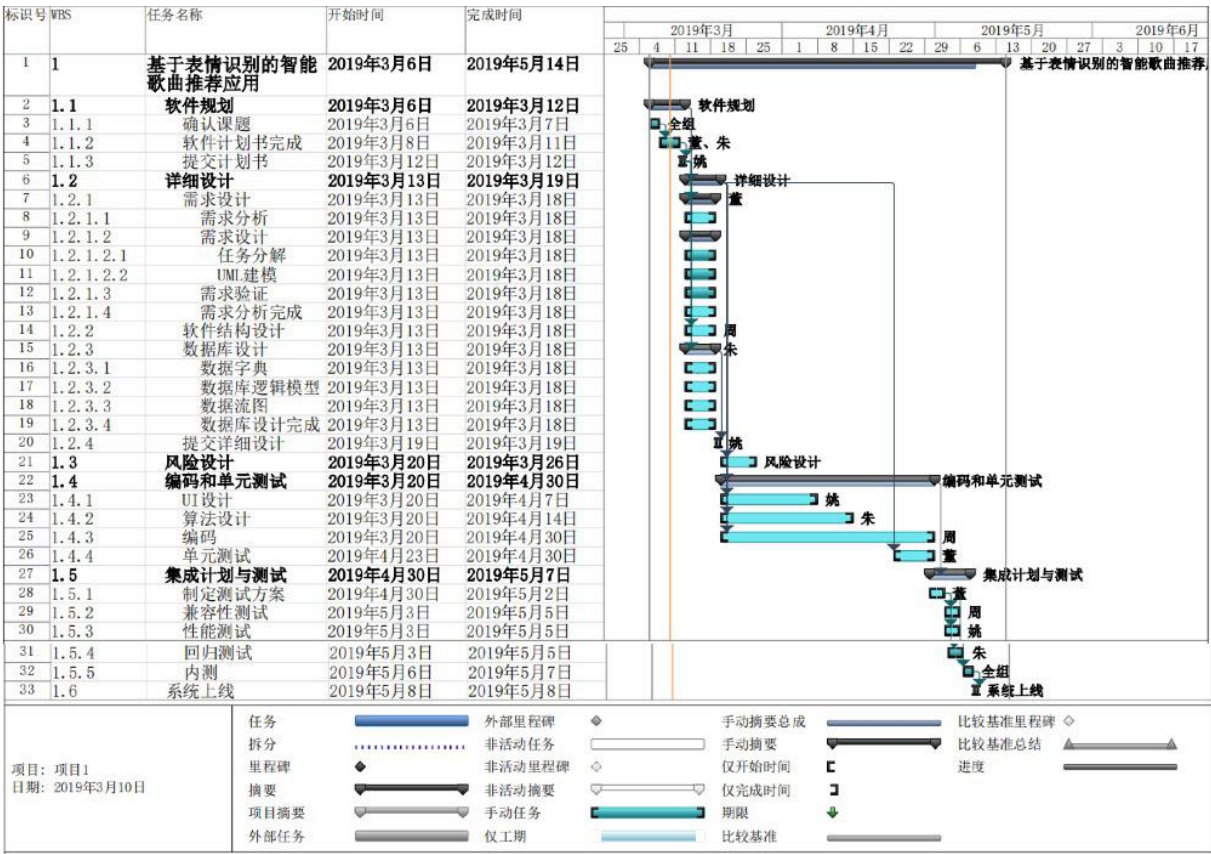 标识号 WBS 任务名称 开始时间 完成时间
2019年3月 2019年4月 2019年5月 2019年6月
25 4 11 18 25 1 8 15 22 29 6 13 20 27 3 10 17
1 1 基于表情识别的智能歌曲推荐应用 2019年3月6日 2019年5月14日 基于表情识别的智能歌曲推荐
2 1.1 软件规划 2019年3月6日 2019年3月12日 软件规划
3 1.1.1 确认课题 2019年3月6日 2019年3月7日 全组
4 1.1.2 软件计划书完成 2019年3月8日 2019年3月11日 董、朱
5 1.1.3 提交计划书 2019年3月12日 2019年3月12日 姚
6 1.2 详细设计 2019年3月13日 2019年3月19日 详细设计
7 1.2.1 需求设计 2019年3月13日 2019年3月18日 董
8 1.2.1.1 需求分析 2019年3月13日 2019年3月18日
9 1.2.1.2 需求设计 2019年3月13日 2019年3月18日
10 1.2.1.2.1 任务分解 2019年3月13日 2019年3月18日
11 1.2.1.2.2 UML建模 2019年3月13日 2019年3月18日
12 1.2.1.3 需求验证 2019年3月13日 2019年3月18日
13 1.2.1.4 需求分析完成 2019年3月13日 2019年3月18日
14 1.2.2 软件结构设计 2019年3月13日 2019年3月18日 周
15 1.2.3 数据库设计 2019年3月13日 2019年3月18日 朱
16 1.2.3.1 数据字典 2019年3月13日 2019年3月18日
17 1.2.3.2 数据库逻辑模型 2019年3月13日 2019年3月18日
18 1.2.3.3 数据流图 2019年3月13日 2019年3月18日
19 1.2.3.4 数据库设计完成 2019年3月13日 2019年3月18日
20 1.2.4 提交详细设计 2019年3月19日 2019年3月19日 姚
21 1.3 风险设计 2019年3月20日 2019年3月26日 风险设计
22 1.4 编码和单元测试 2019年3月20日 2019年4月30日 编码和单元测试
23 1.4.1 UI设计 2019年3月20日 2019年4月7日 姚
24 1.4.2 算法设计 2019年3月20日 2019年4月14日 朱
25 1.4.3 编码 2019年3月20日 2019年4月30日 周
26 1.4.4 单元测试 2019年4月23日 2019年4月30日 董
27 1.5 集成计划与测试 2019年4月30日 2019年5月7日 集成计划与测试
28 1.5.1 制定测试方案 2019年4月30日 2019年5月2日 董
29 1.5.2 兼容性测试 2019年5月3日 2019年5月5日 周
30 1.5.3 性能测试 2019年5月3日 2019年5月5日 姚
31 1.5.4 回归测试 2019年5月3日 2019年5月5日 朱
32 1.5.5 内测 2019年5月6日 2019年5月7日 全组
33 1.6 系统上线 2019年5月8日 2019年5月8日 系统上线
项目: 项目1
日期: 2019年3月10日
任务 外部里程碑 手动摘要总成 比较基准里程碑
拆分 非活动任务 手动摘要 比较基准总结
里程碑 非活动里程碑 仅开始时间 进度
摘要 非活动摘要 仅完成时间
项目摘要 手动任务 期限
外部任务 仅工期 比较基准